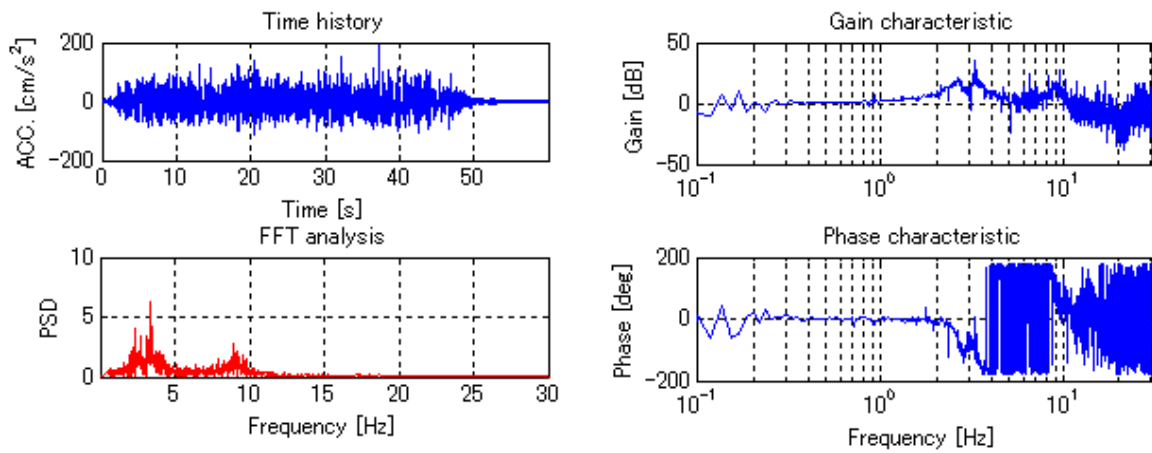 Time history
200
0
−200
ACC. [cm/s²]
0 10 20 30 40 50
Time [s]
Gain characteristic
50
0
−50
Gain [dB]
10⁻¹ 10⁰ 10¹
FFT analysis
10
5
0
PSD
5 10 15 20 25 30
Frequency [Hz]
Phase characteristic
200
0
−200
Phase [deg]
10⁻¹ 10⁰ 10¹
Frequency [Hz]